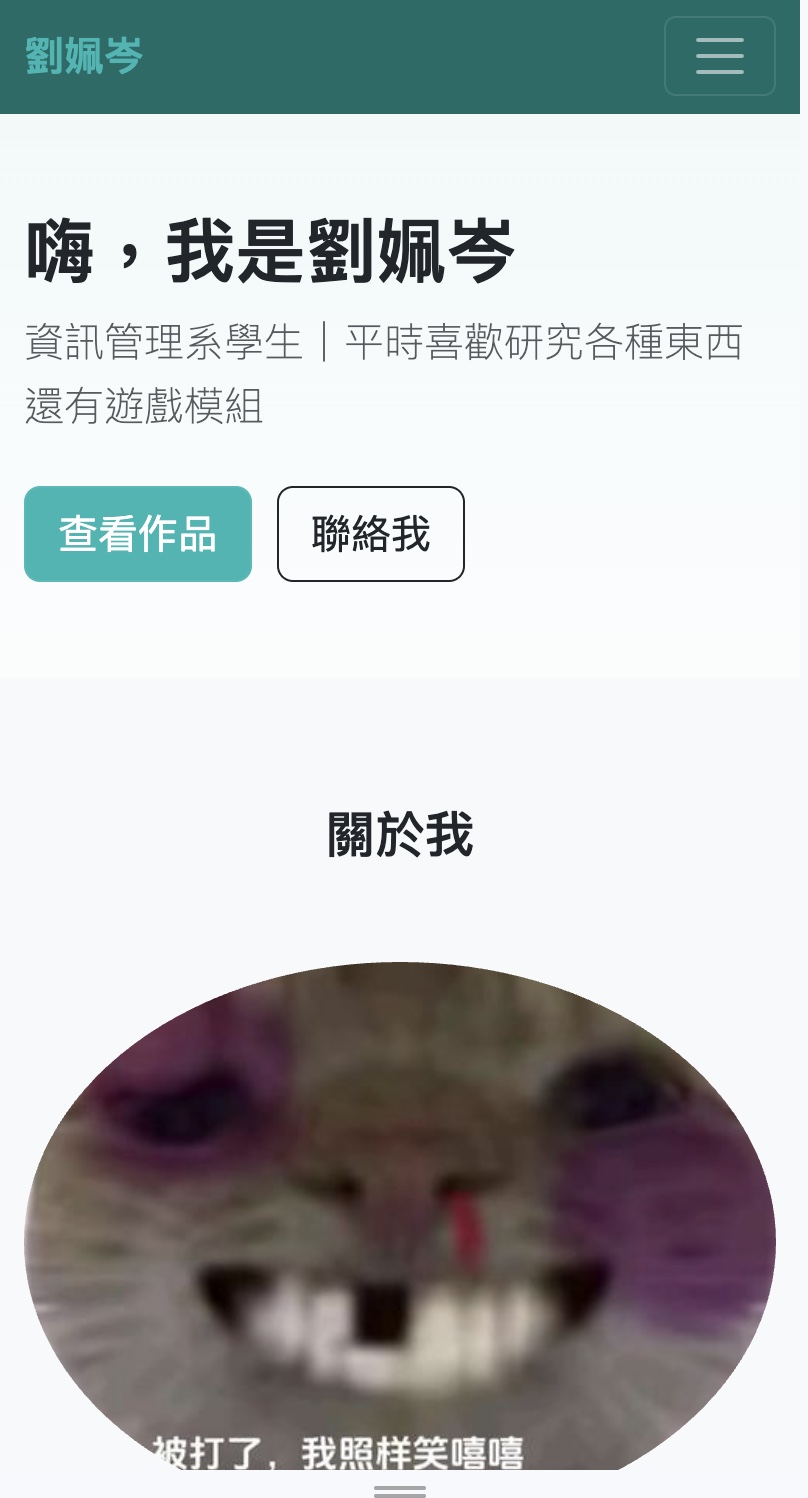 劉姵岑
嗨，我是劉姵岑
資訊管理系學生｜平時喜歡研究各種東西
還有遊戲模組
查看作品
聯絡我
關於我
被打了，我照样笑嘻嘻